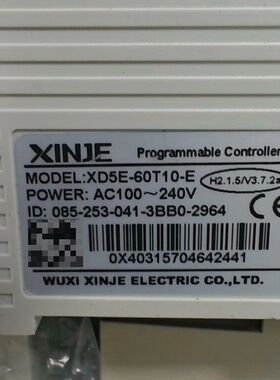 XINJE Programmable Controller
MODEL:XD5E-60T10-E H2.1.5/V3.7.2a
POWER: AC100~240V
ID: 085-253-041-3BB0-2964
0X40315704642441
WUXI XINJE ELECTRIC CO.,LTD.